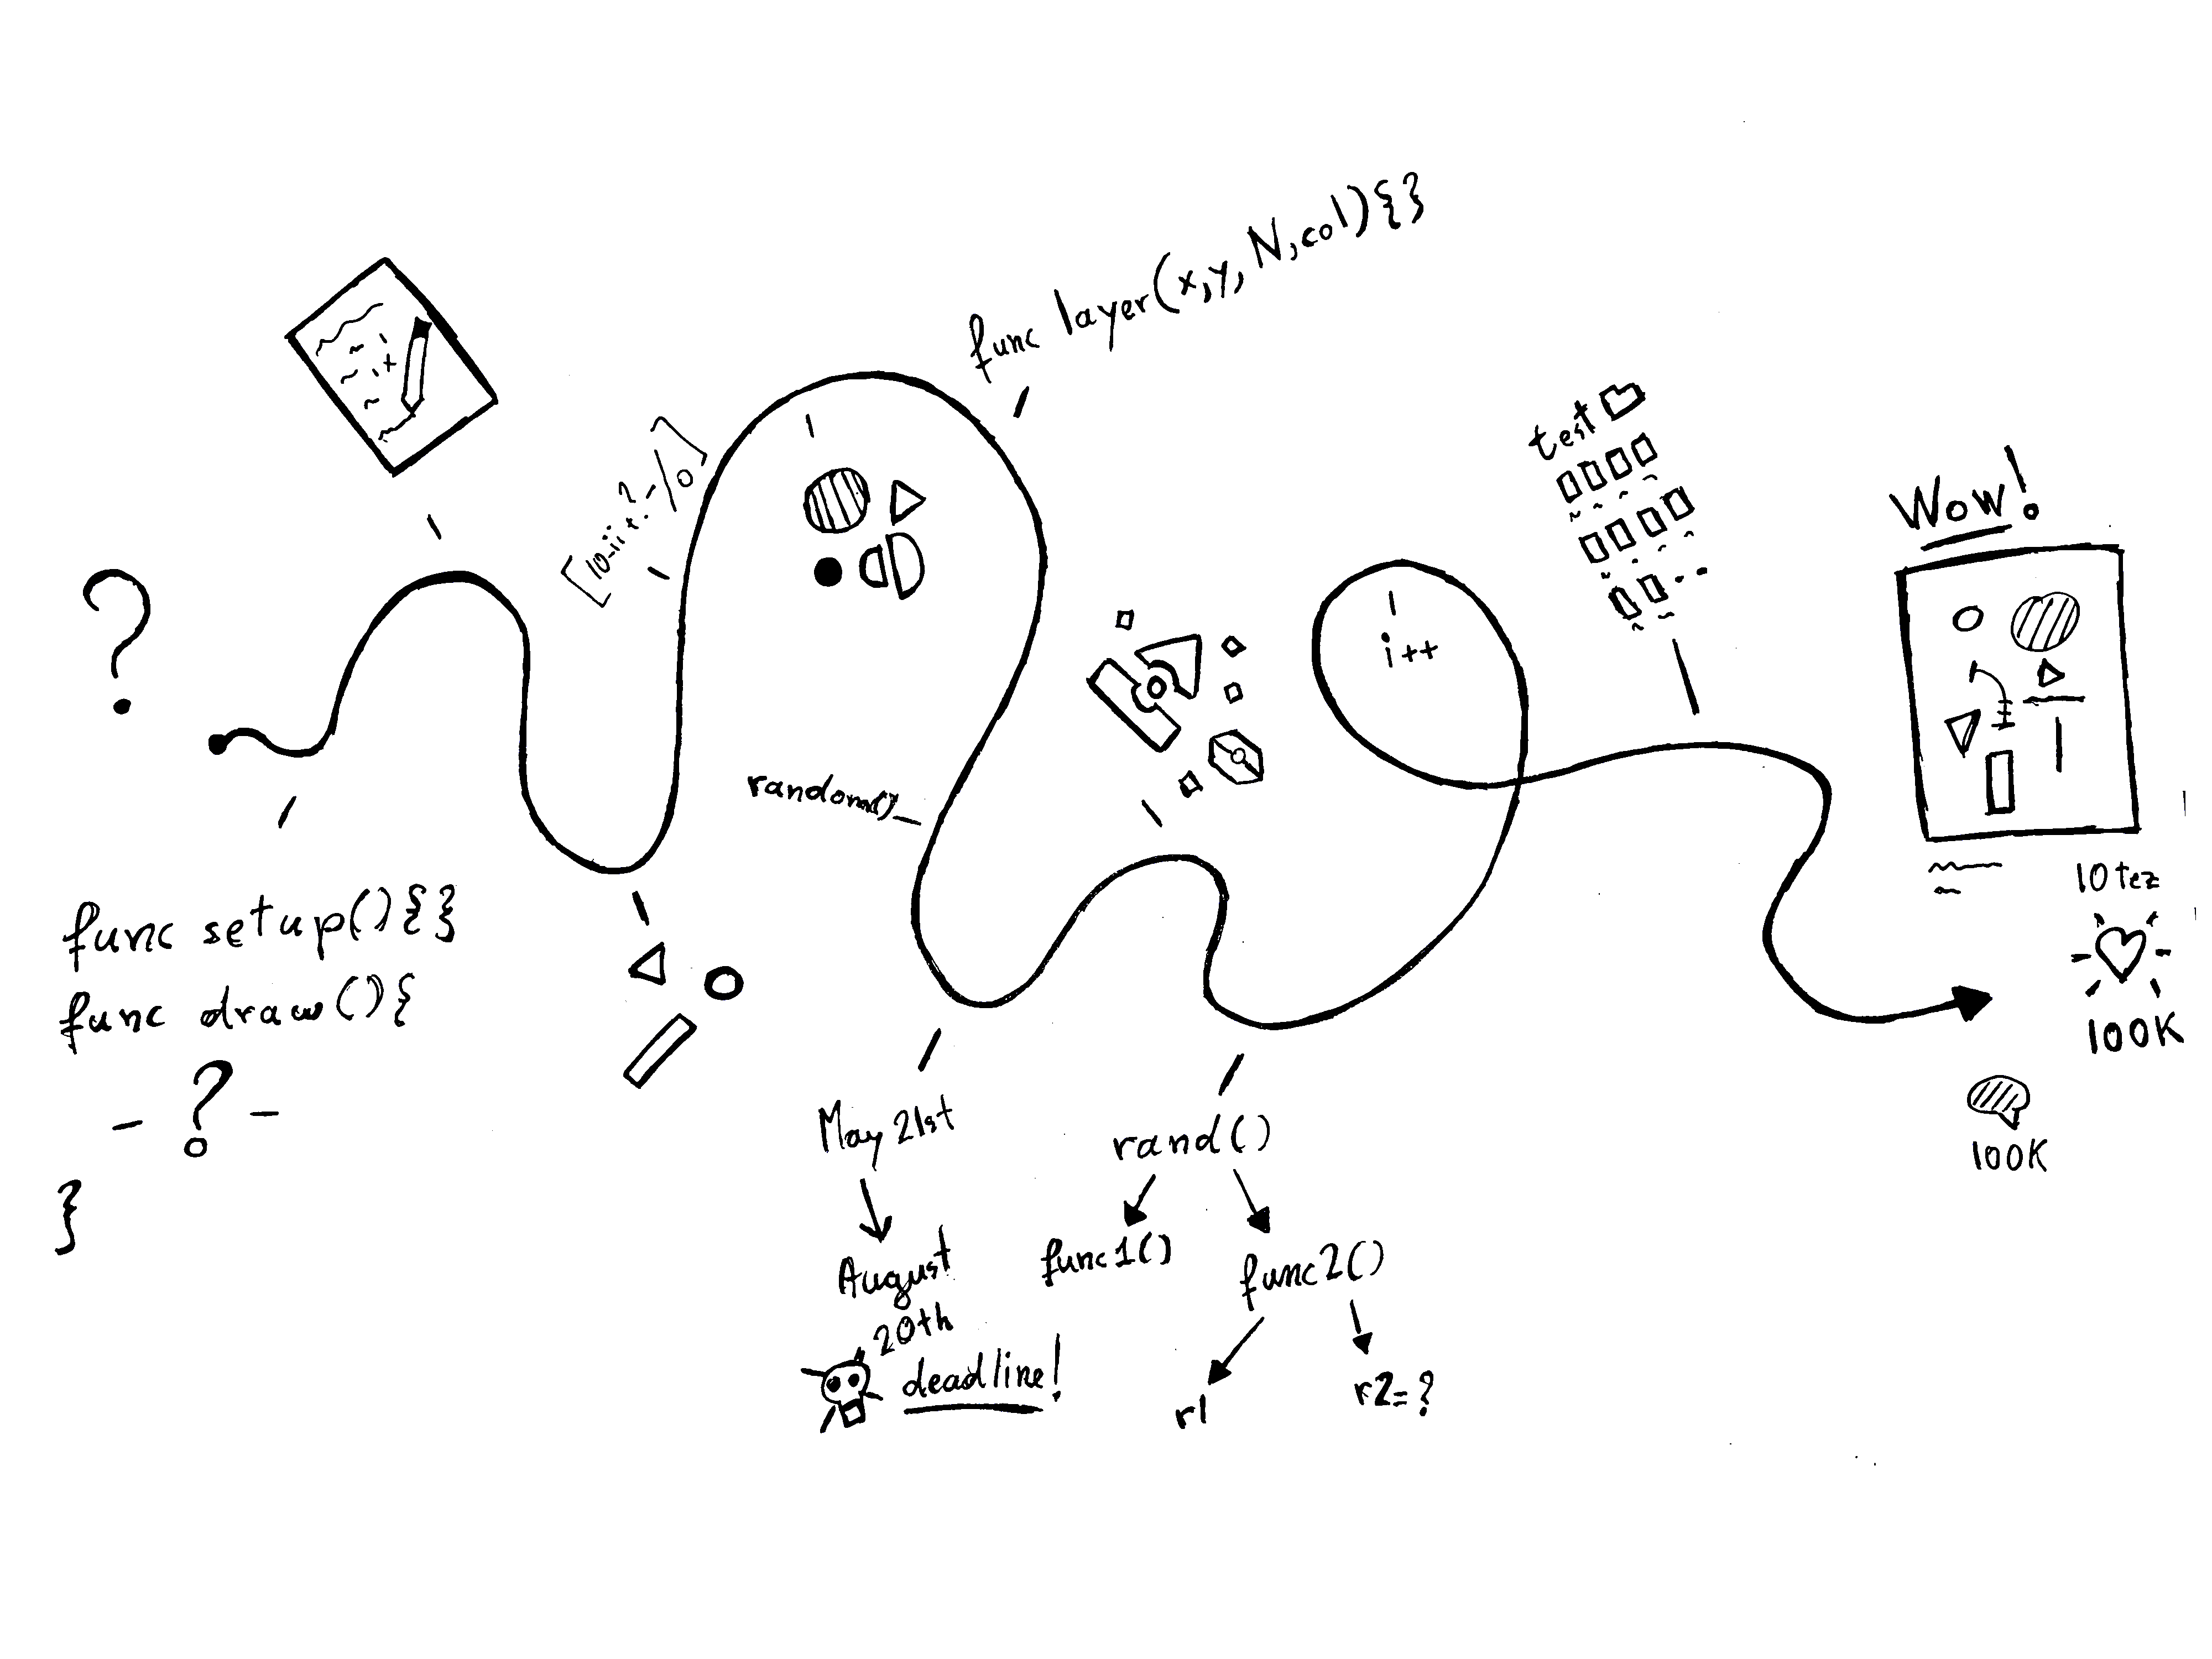 ?
func setup(){}
func draw(){
- ? -
}
func layer(x,y,N,col){}
random()
May 21st
August
20th
deadline!
rand()
func1()
func2()
r1
r2=?
i++
test
Wow!
10 tez
100K
100K